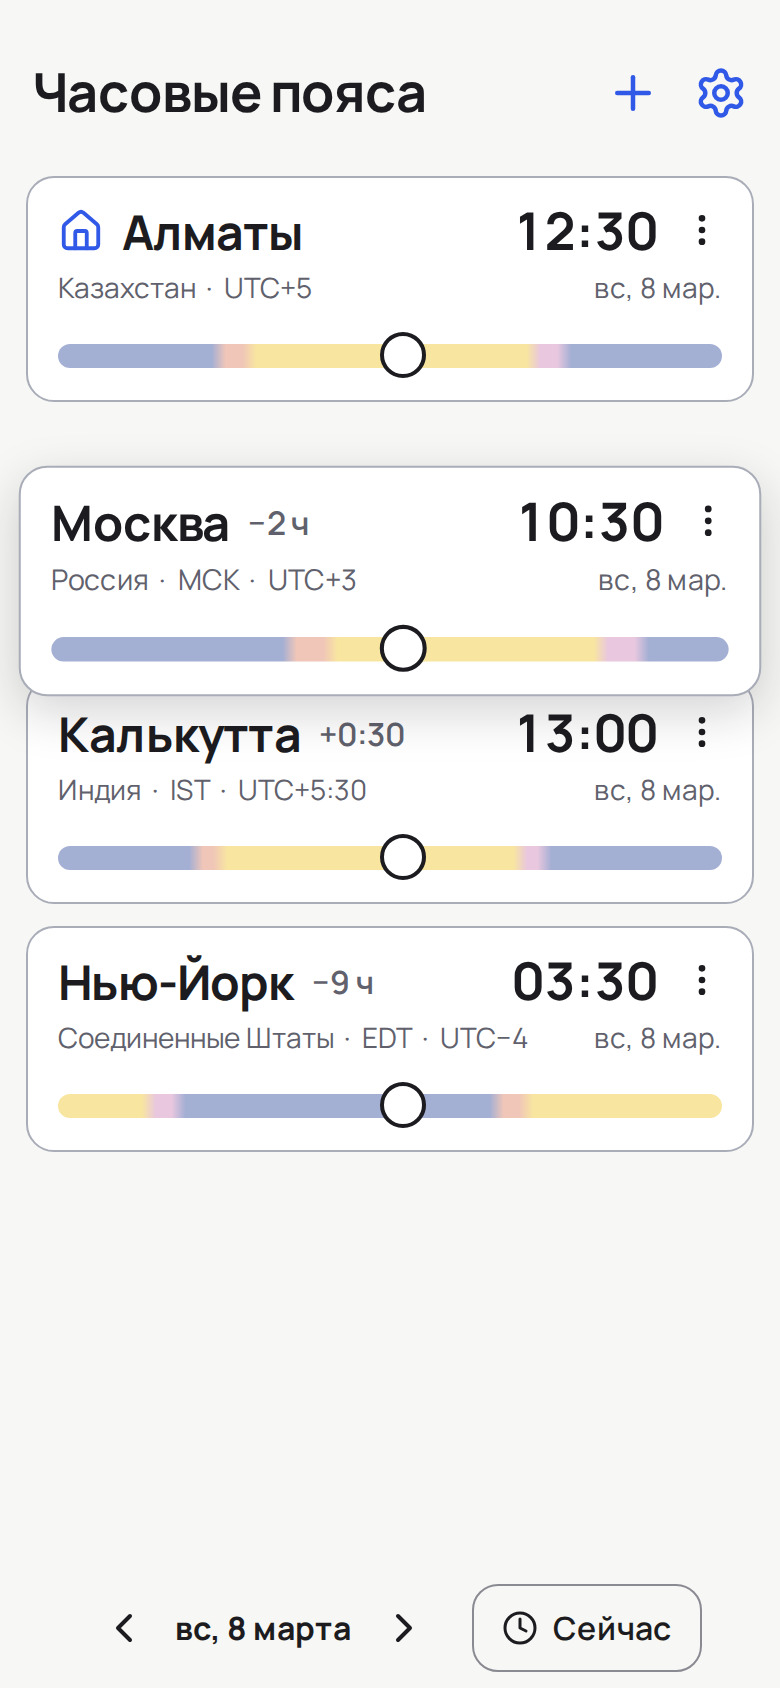 Часовые пояса
Алматы 12:30
Казахстан · UTC+5 вс, 8 мар.
Москва −2 ч 10:30
Россия · МСК · UTC+3 вс, 8 мар.
Калькутта +0:30 13:00
Индия · IST · UTC+5:30 вс, 8 мар.
Нью-Йорк −9 ч 03:30
Соединенные Штаты · EDT · UTC−4 вс, 8 мар.
вс, 8 марта Сейчас